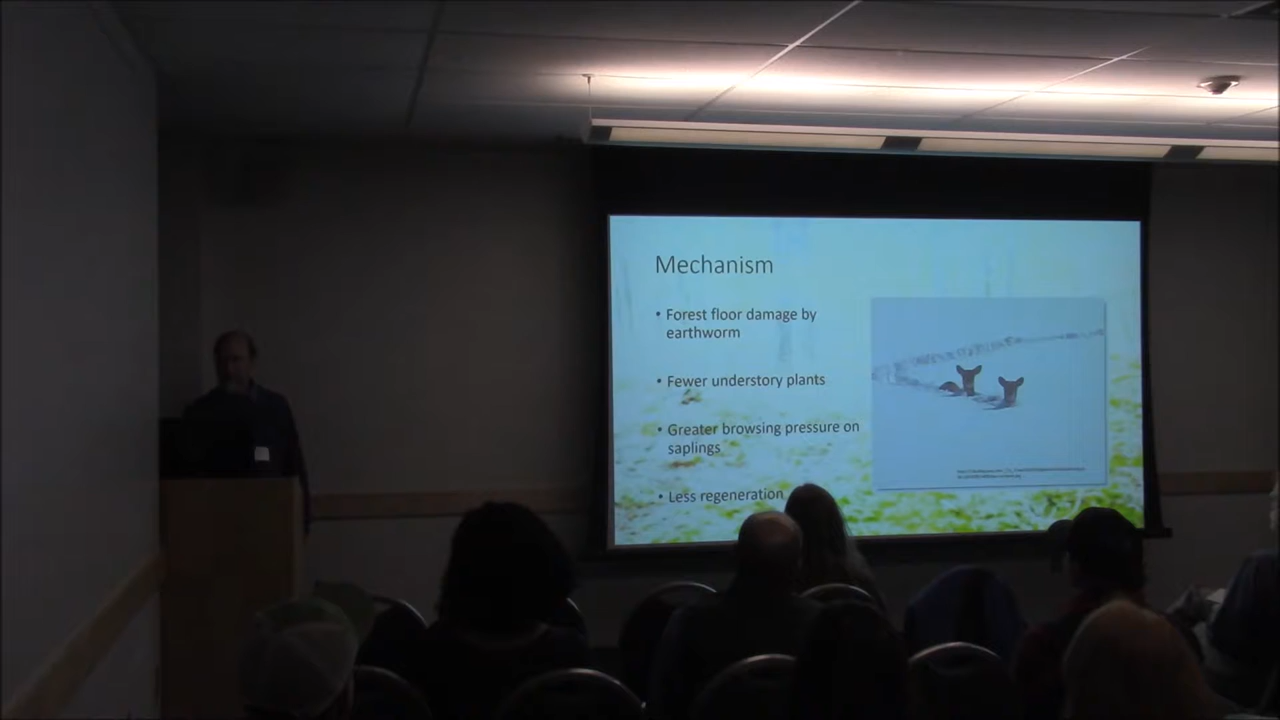 Mechanism
• Forest floor damage by
earthworm
• Fewer understory plants
• Greater browsing pressure on
saplings
• Less regeneration